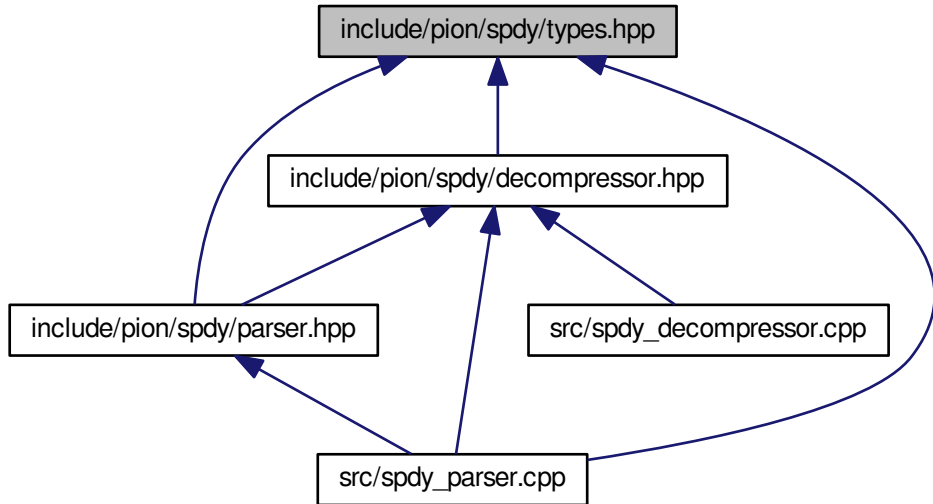 include/pion/spdy/types.hpp
include/pion/spdy/decompressor.hpp
include/pion/spdy/parser.hpp
src/spdy_decompressor.cpp
src/spdy_parser.cpp